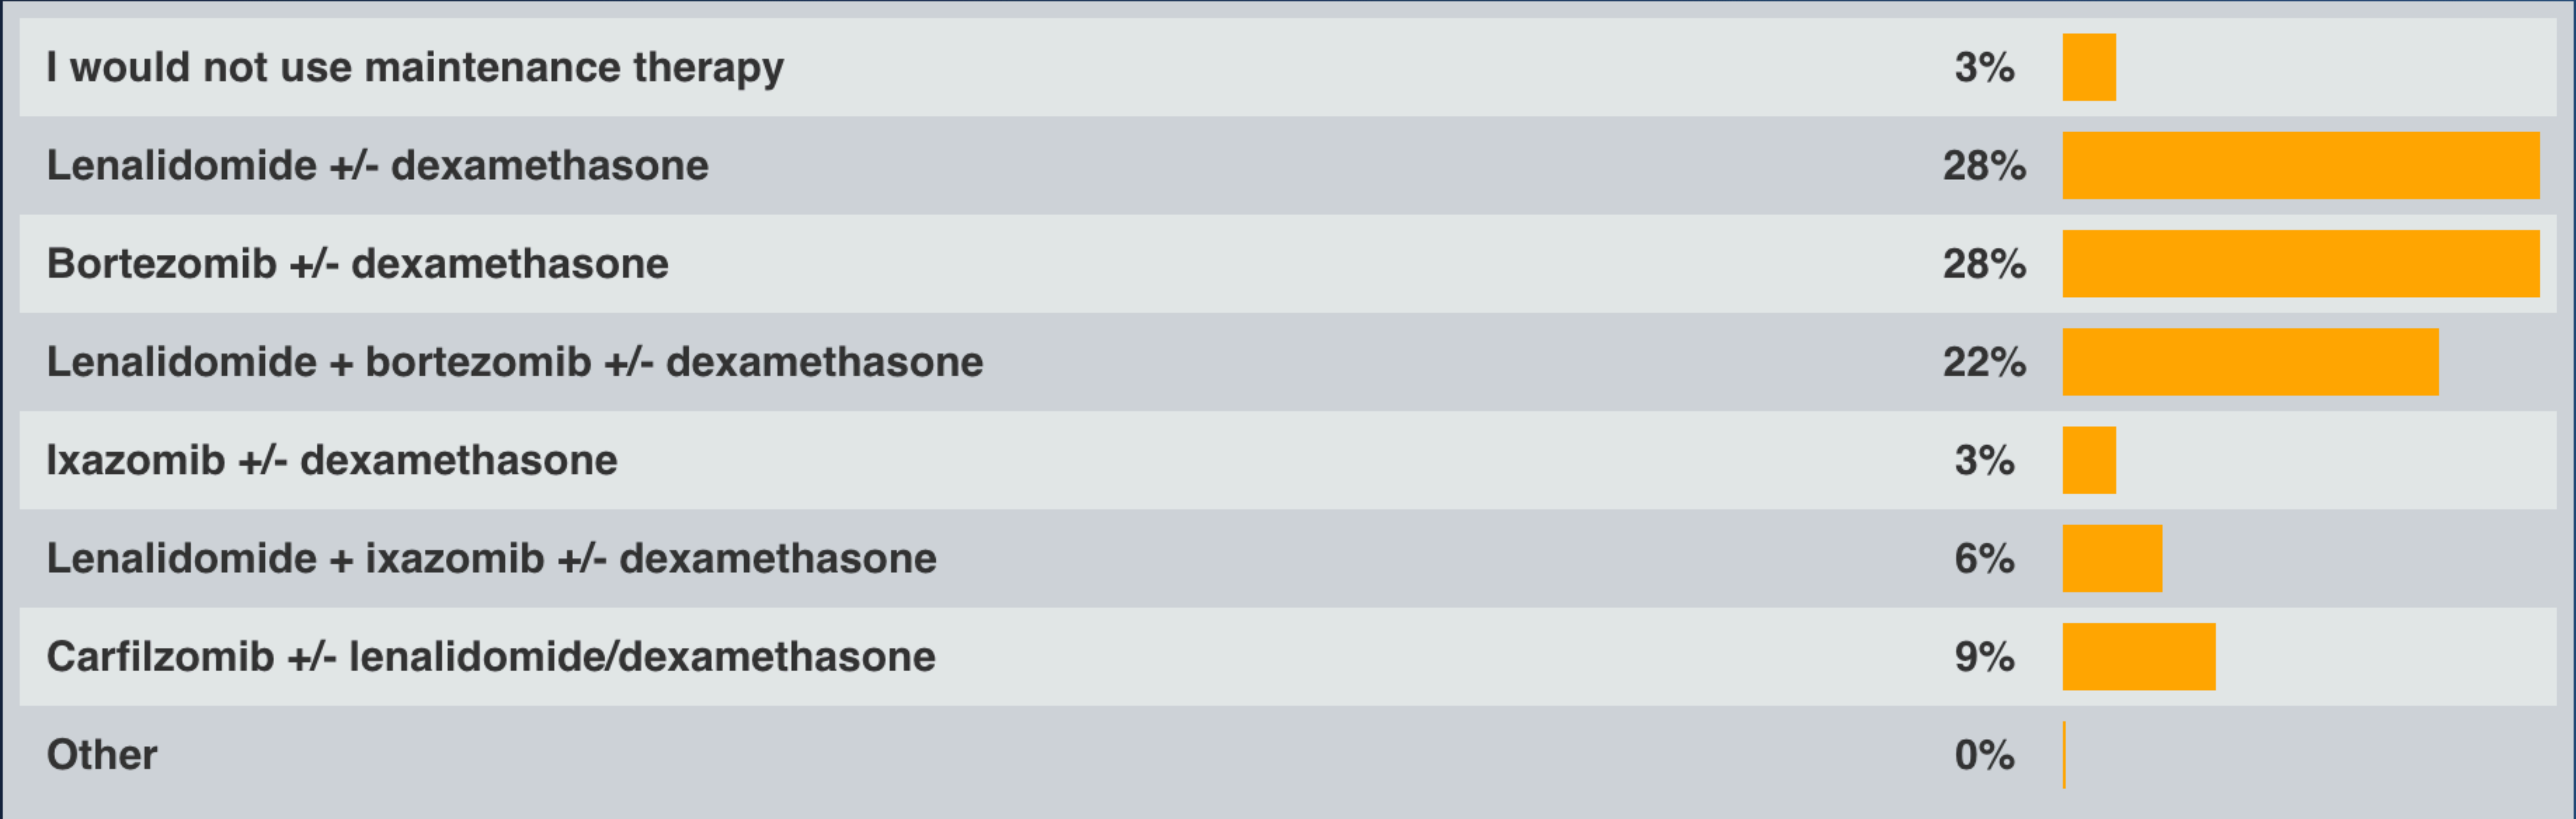 I would not use maintenance therapy 3%
Lenalidomide +/- dexamethasone 28%
Bortezomib +/- dexamethasone 28%
Lenalidomide + bortezomib +/- dexamethasone 22%
Ixazomib +/- dexamethasone 3%
Lenalidomide + ixazomib +/- dexamethasone 6%
Carfilzomib +/- lenalidomide/dexamethasone 9%
Other 0%